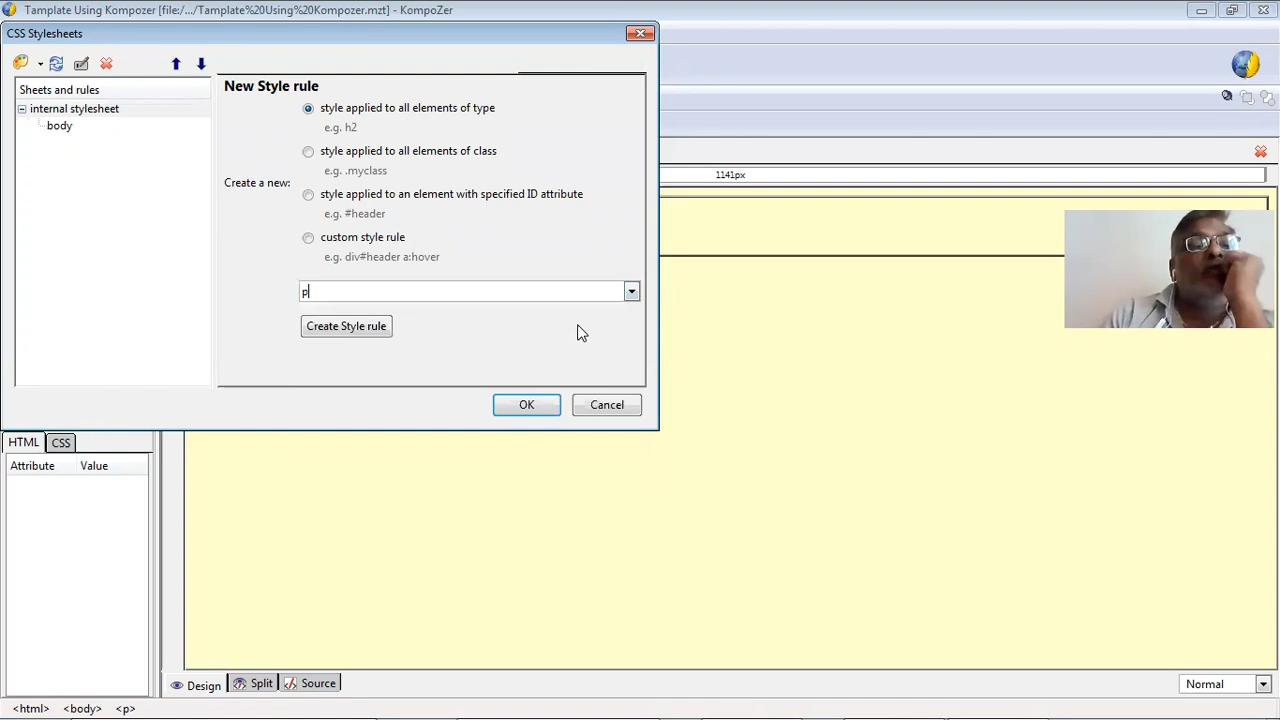 Tamplate Using Kompozer [file:/.../Tamplate%20Using%20Kompozer.mzt] - KompoZer
CSS Stylesheets
Sheets and rules
internal stylesheet
body
New Style rule
style applied to all elements of type
e.g. h2
style applied to all elements of class
e.g. .myclass
Create a new:
style applied to an element with specified ID attribute
e.g. #header
custom style rule
e.g. div#header a:hover
p
Create Style rule
OK Cancel
1141px
HTML CSS
Attribute Value
Design Split Source Normal
<html> <body> <p>